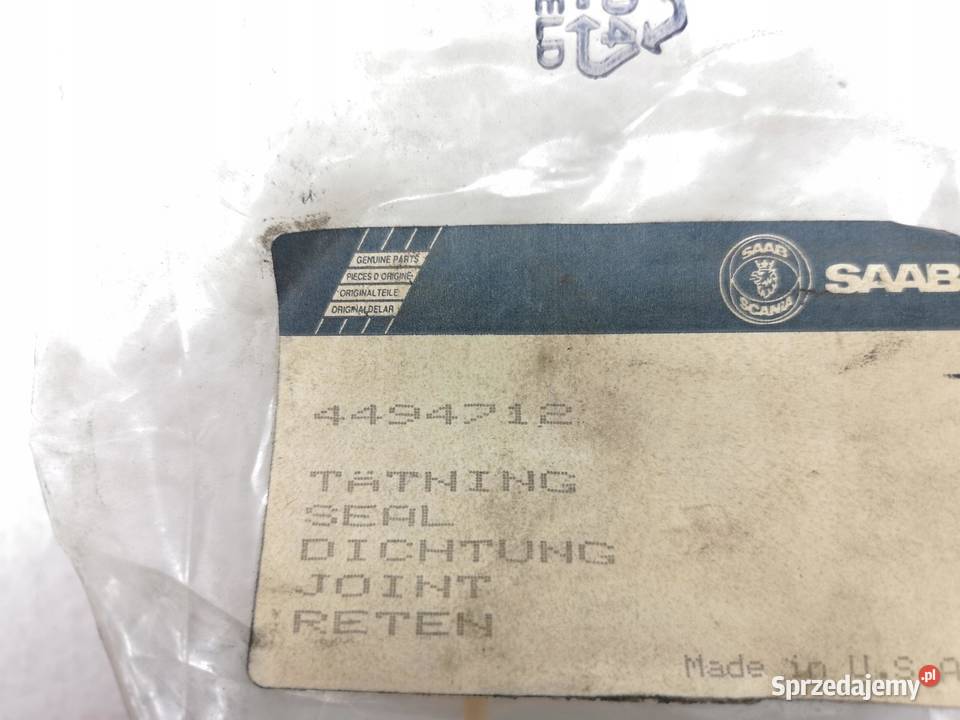 GENUINE PARTS
PIECES D'ORIGINE
ORIGINALTEILE
ORIGINALDELAR
SAAB
SCANIA
SAAB
4494712
TÄTNING
SEAL
DICHTUNG
JOINT
RETEN
Made in U.S.A
Sprzedajemy.pl